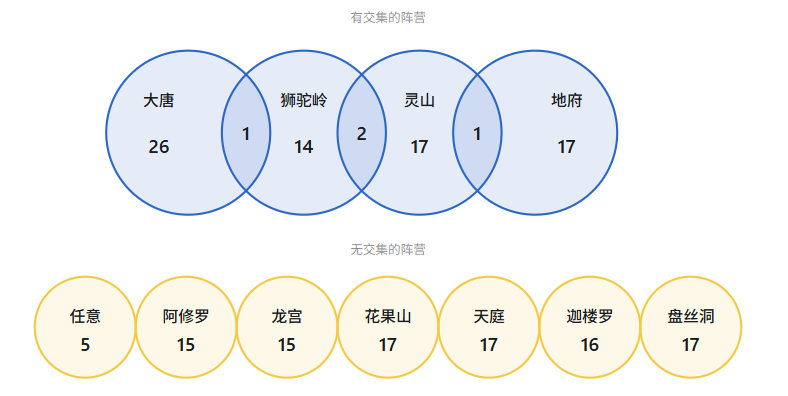 有交集的阵营
大唐 狮驼岭 灵山 地府
26 1 14 2 17 1 17
无交集的阵营
任意 阿修罗 龙宫 花果山 天庭 迦楼罗 盘丝洞
5 15 15 17 17 16 17